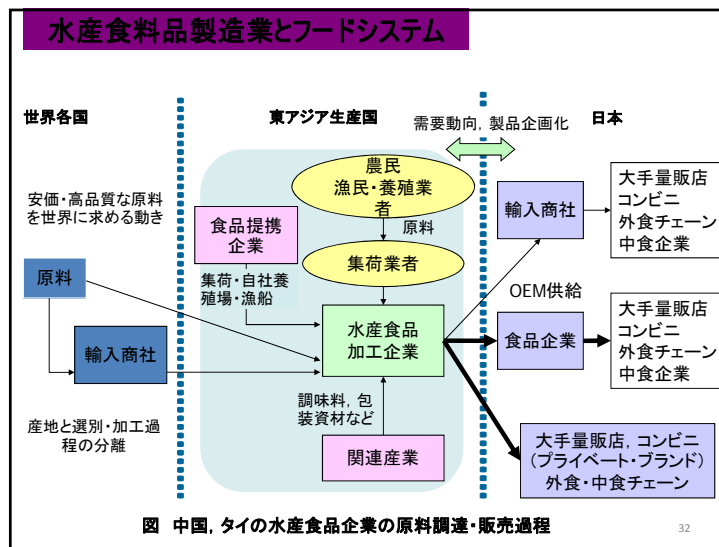 水産食料品製造業とフードシステム
世界各国
東アジア生産国
需要動向, 製品企画化
日本
安価・高品質な原料
を世界に求める動き
原料
輸入商社
産地と選別・加工過
程の分離
農民
漁民・養殖業
者
原料
食品提携
企業
集荷・自社養
殖場・漁船
集荷業者
水産食品
加工企業
調味料, 包
装資材など
関連産業
輸入商社
大手量販店
コンビニ
外食チェーン
中食企業
OEM供給
食品企業
大手量販店
コンビニ
外食チェーン
中食企業
大手量販店, コンビニ
(プライベート・ブランド)
外食・中食チェーン
図 中国, タイの水産食品企業の原料調達・販売過程
32